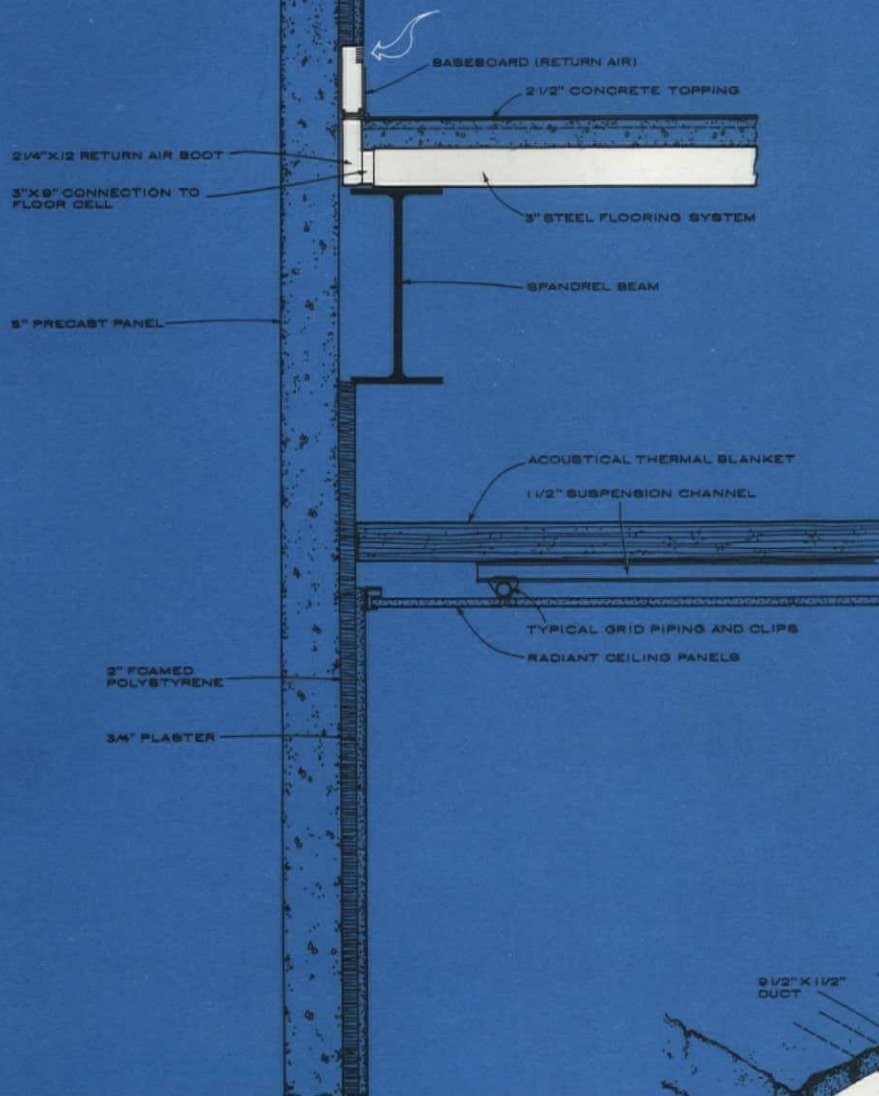 BASEBOARD (RETURN AIR)
2 1/2" CONCRETE TOPPING
2 1/4" X 12 RETURN AIR BOOT
3" X 9" CONNECTION TO
FLOOR CELL
3" STEEL FLOORING SYSTEM
SPANDREL BEAM
5" PRECAST PANEL
ACOUSTICAL THERMAL BLANKET
1 1/2" SUSPENSION CHANNEL
TYPICAL GRID PIPING AND CLIPS
RADIANT CEILING PANELS
2" FOAMED
POLYSTYRENE
3/4" PLASTER
9 1/2" X 1 1/2"
DUCT